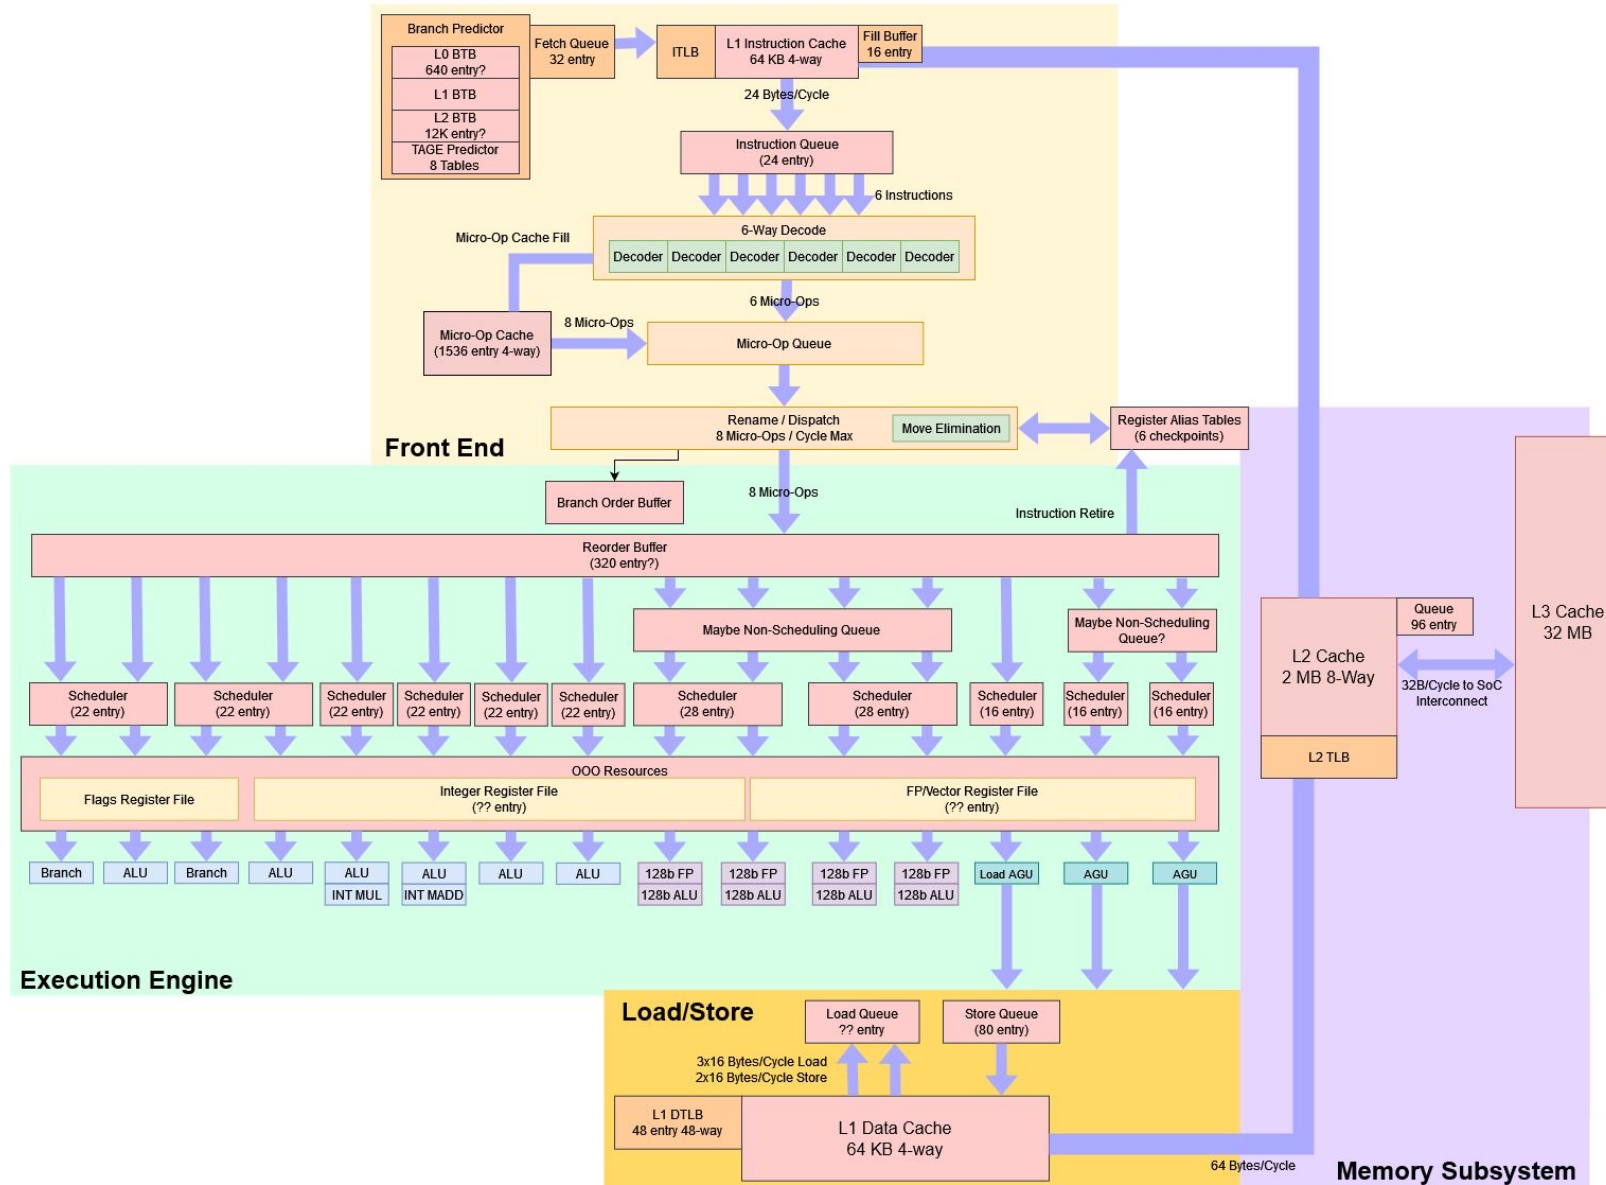 Branch Predictor
L0 BTB
640 entry?
L1 BTB
L2 BTB
12K entry?
TAGE Predictor
8 Tables
Fetch Queue
32 entry
ITLB
L1 Instruction Cache
64 KB 4-way
Fill Buffer
16 entry
24 Bytes/Cycle
Instruction Queue
(24 entry)
6 Instructions
6-Way Decode
Decoder
Decoder
Decoder
Decoder
Decoder
Decoder
Micro-Op Cache Fill
6 Micro-Ops
Micro-Op Cache
(1536 entry 4-way)
8 Micro-Ops
Micro-Op Queue
Rename / Dispatch
8 Micro-Ops / Cycle Max
Move Elimination
Register Alias Tables
(6 checkpoints)
Front End
Branch Order Buffer
8 Micro-Ops
Instruction Retire
Reorder Buffer
(320 entry?)
Maybe Non-Scheduling Queue
Maybe Non-Scheduling
Queue?
Scheduler
(22 entry)
Scheduler
(22 entry)
Scheduler
(22 entry)
Scheduler
(22 entry)
Scheduler
(22 entry)
Scheduler
(22 entry)
Scheduler
(28 entry)
Scheduler
(28 entry)
Scheduler
(16 entry)
Scheduler
(16 entry)
Scheduler
(16 entry)
OOO Resources
Flags Register File
Integer Register File
(?? entry)
FP/Vector Register File
(?? entry)
Branch
ALU
Branch
ALU
ALU
INT MUL
ALU
INT MADD
ALU
ALU
128b FP
128b ALU
128b FP
128b ALU
128b FP
128b ALU
128b FP
128b ALU
Load AGU
AGU
AGU
Execution Engine
Load/Store
Load Queue
?? entry
Store Queue
(80 entry)
3x16 Bytes/Cycle Load
2x16 Bytes/Cycle Store
L1 DTLB
48 entry 48-way
L1 Data Cache
64 KB 4-way
64 Bytes/Cycle
L2 Cache
2 MB 8-Way
Queue
96 entry
L2 TLB
32B/Cycle to SoC
Interconnect
L3 Cache
32 MB
Memory Subsystem